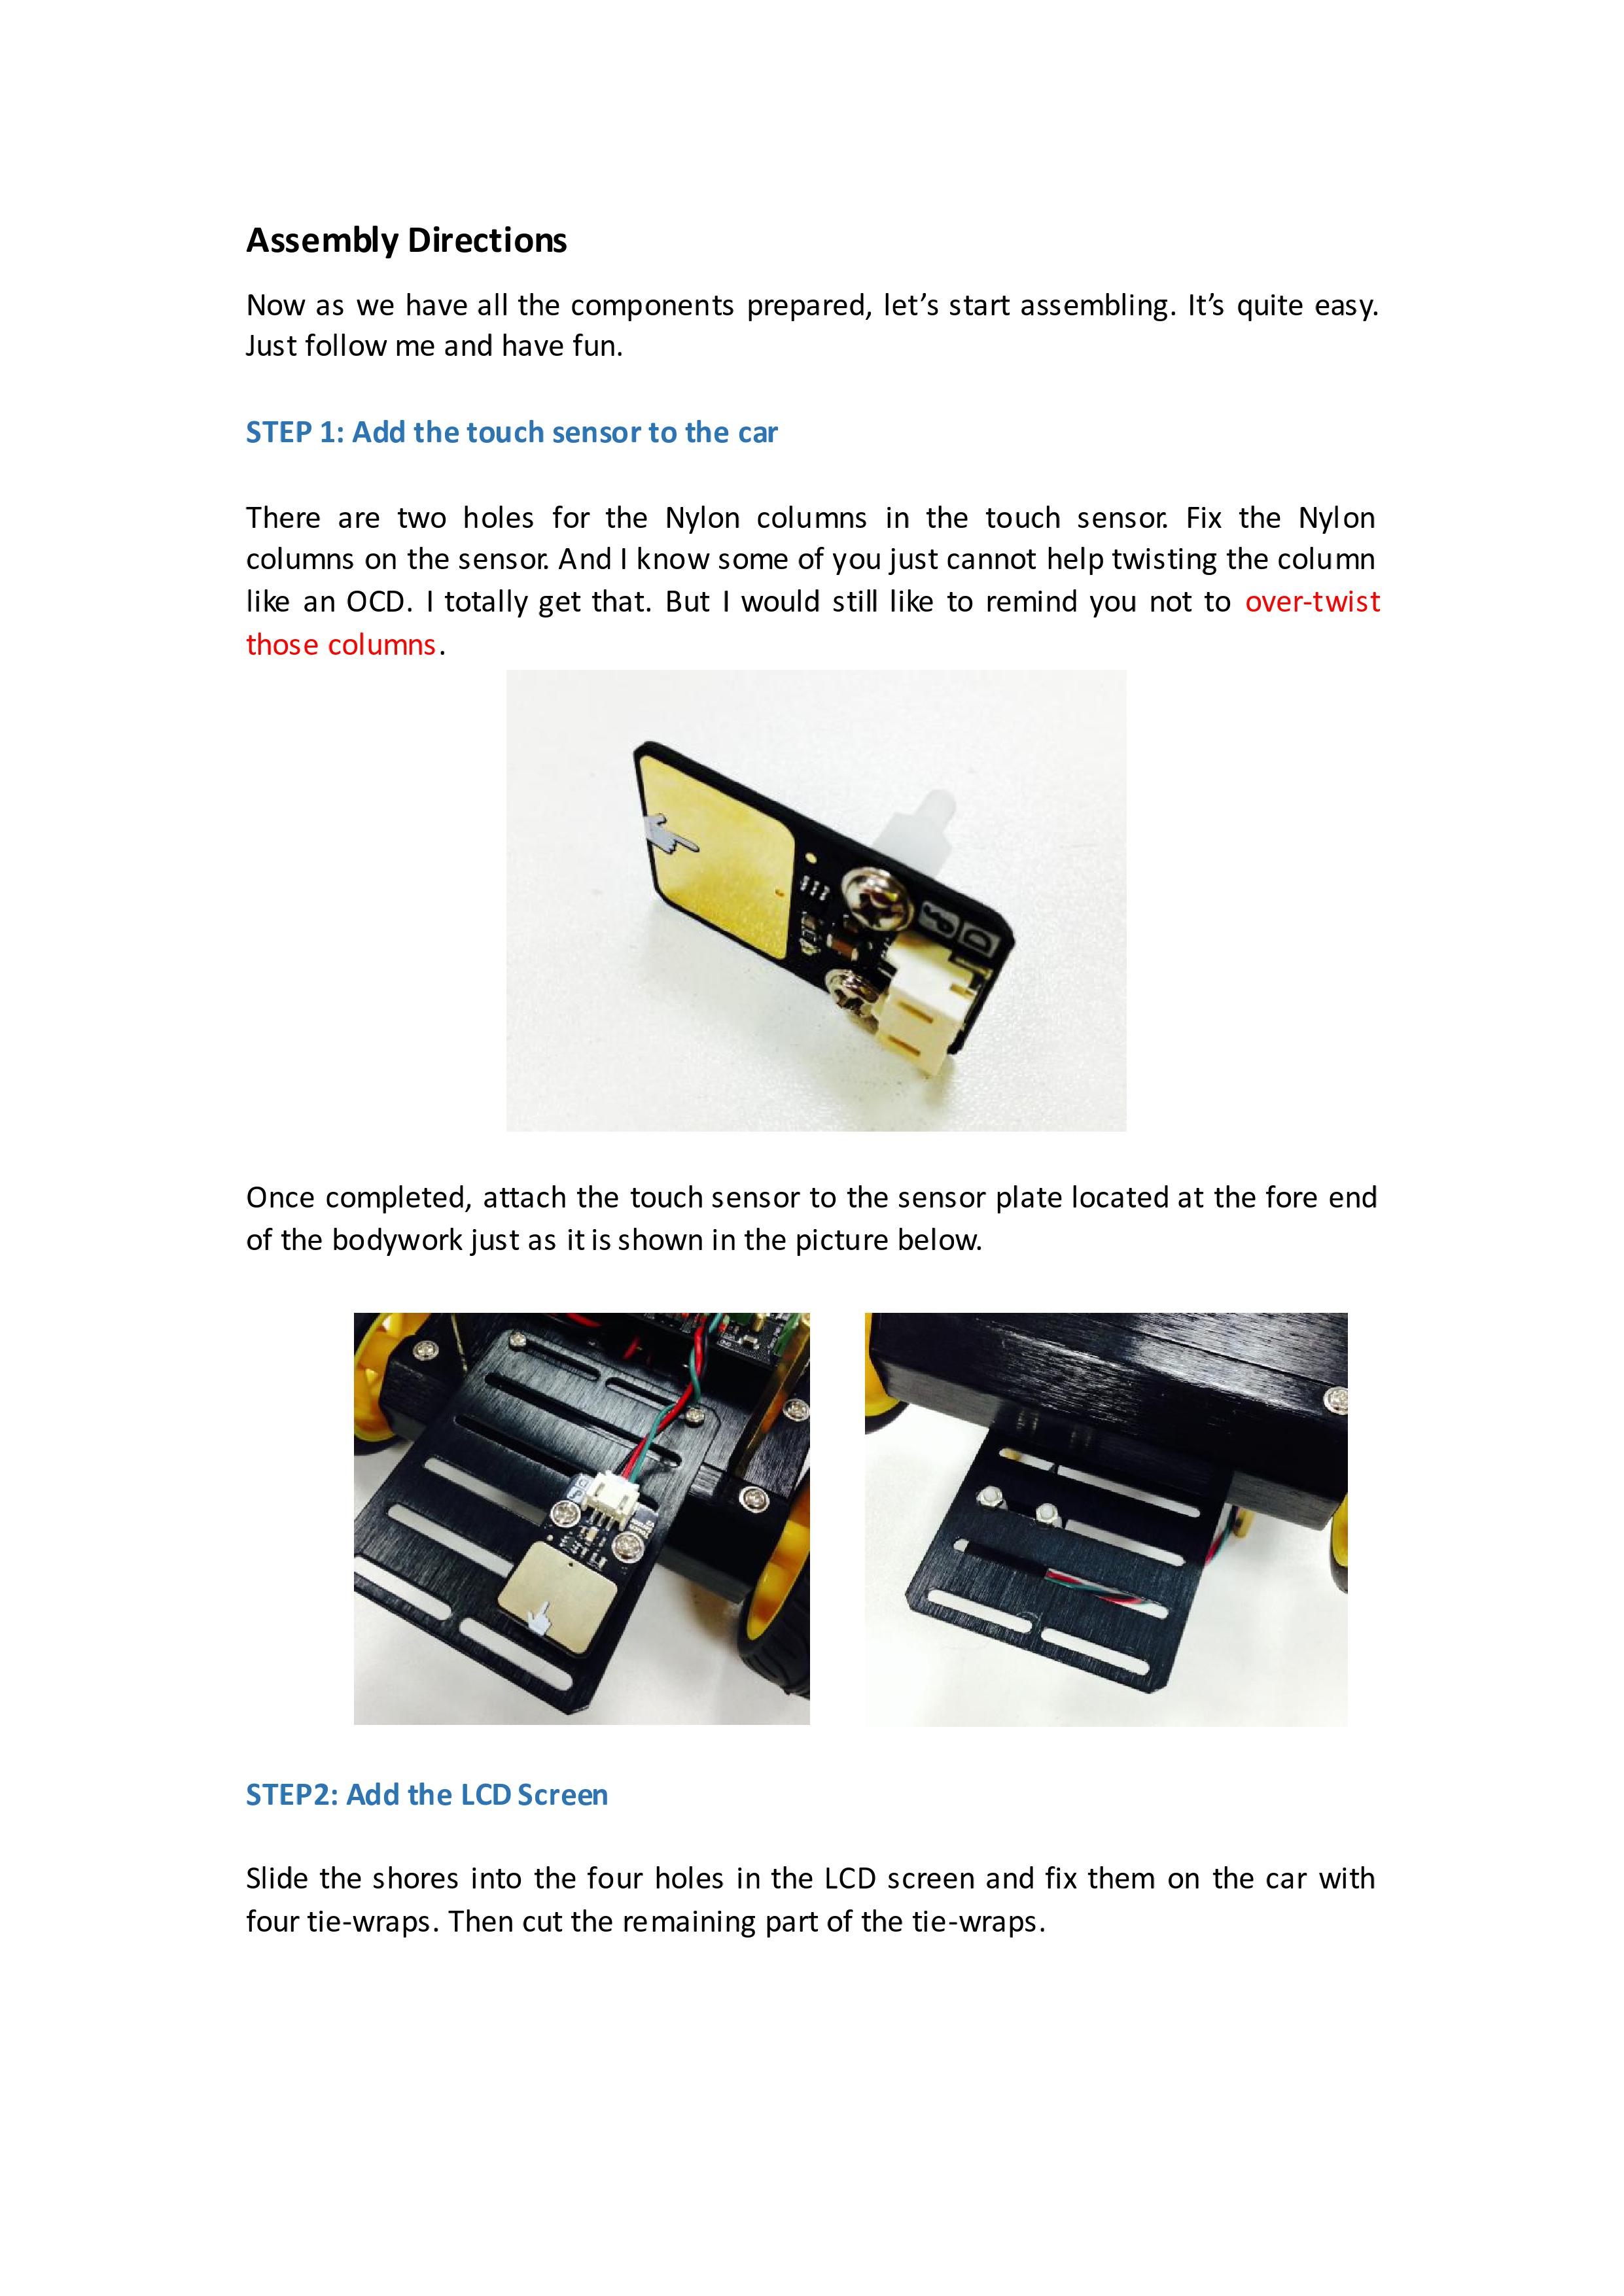 Assembly Directions
Now as we have all the components prepared, let’s start assembling. It’s quite easy.
Just follow me and have fun.
STEP 1: Add the touch sensor to the car
There are two holes for the Nylon columns in the touch sensor. Fix the Nylon
columns on the sensor. And I know some of you just cannot help twisting the column
like an OCD. I totally get that. But I would still like to remind you not to over-twist
those columns.
D
Once completed, attach the touch sensor to the sensor plate located at the fore end
of the bodywork just as it is shown in the picture below.
STEP2: Add the LCD Screen
Slide the shores into the four holes in the LCD screen and fix them on the car with
four tie-wraps. Then cut the remaining part of the tie-wraps.